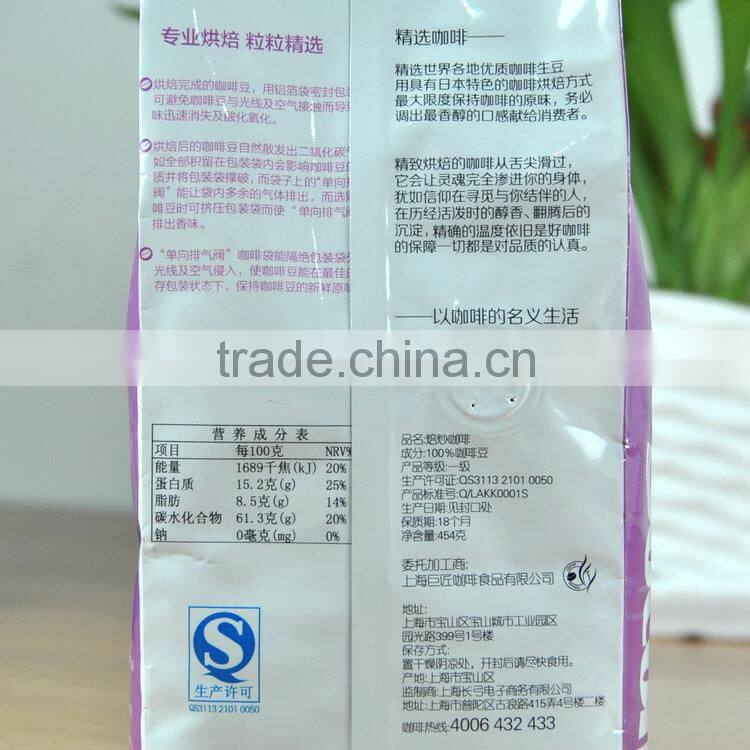 专业烘焙 粒粒精选
烘焙完成的咖啡豆，用铝箔袋密封包装
可避免咖啡豆与光线及空气接触而导致
味迅速消失及酸化氧化。
烘焙后的咖啡豆自然散发出二氧化碳气
如全部积留在包装袋内会影响咖啡豆的
质并将包装袋撑破，而袋子上的“单向排
阀”能让袋内多余的气体排出，而选购
啡豆时可挤压包装袋而使“单向排气阀
排出香味。
“单向排气阀”咖啡袋能隔绝包装袋外
光线及空气侵入，使咖啡豆能在最佳的
存包装状态下，保持咖啡豆的新鲜原味
精选咖啡——
精选世界各地优质咖啡生豆
用具有日本特色的咖啡烘焙方式
最大限度保持咖啡的原味，务必
调出最香醇的口感献给消费者。
精致烘焙的咖啡从舌尖滑过，
它会让灵魂完全渗进你的身体，
犹如信仰在寻觅与你结伴的人，
在历经活泼时的醇香、翻腾后的
沉淀，精确的温度依旧是好咖啡
的保障一切都是对品质的认真。
——以咖啡的名义生活
trade.china.cn
营养成分表
项目 每100克 NRV%
能量 1689千焦(kJ) 20%
蛋白质 15.2克(g) 25%
脂肪 8.5克(g) 14%
碳水化合物 61.3克(g) 20%
钠 0毫克(mg) 0%
生产许可
QS3113 2101 0050
品名:焙炒咖啡
成分:100%咖啡豆
产品等级:一级
生产许可证:QS3113 2101 0050
产品标准号:Q/LAKK0001S
生产日期:见封口处
保质期:18个月
净含量:454克
委托加工商:
上海巨匠咖啡食品有限公司
地址:
上海市宝山区宝山城市工业园区
园光路399号1号楼
保存方式:
置干燥阴凉处，开封后请尽快食用。
产地:上海市宝山区
监制商:上海长号电子商务有限公司
地址:上海市普陀区古浪路415弄4号楼二楼
咖啡热线:4006 432 433